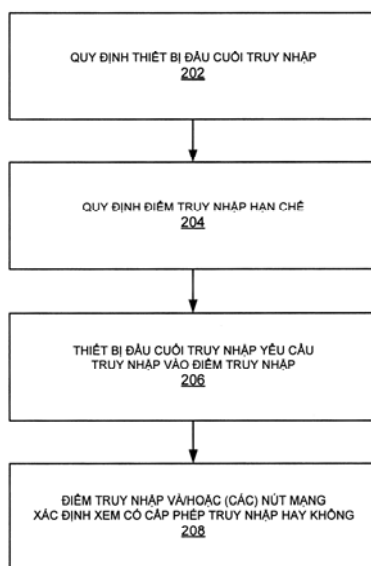 QUY ĐỊNH THIẾT BỊ ĐẦU CUỐI TRUY NHẬP
202
QUY ĐỊNH ĐIỂM TRUY NHẬP HẠN CHẾ
204
THIẾT BỊ ĐẦU CUỐI TRUY NHẬP YÊU CẦU
TRUY NHẬP VÀO ĐIỂM TRUY NHẬP
206
ĐIỂM TRUY NHẬP VÀ/HOẶC (CÁC) NÚT MẠNG
XÁC ĐỊNH XEM CÓ CẤP PHÉP TRUY NHẬP HAY KHÔNG
208